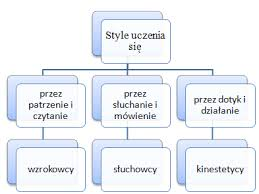 Style uczenia
się
przez
patrzenie i
czytanie
przez
słuchanie i
mówienie
przez dotyk i
działanie
wzrokowcy
słuchowcy
kinestetycy